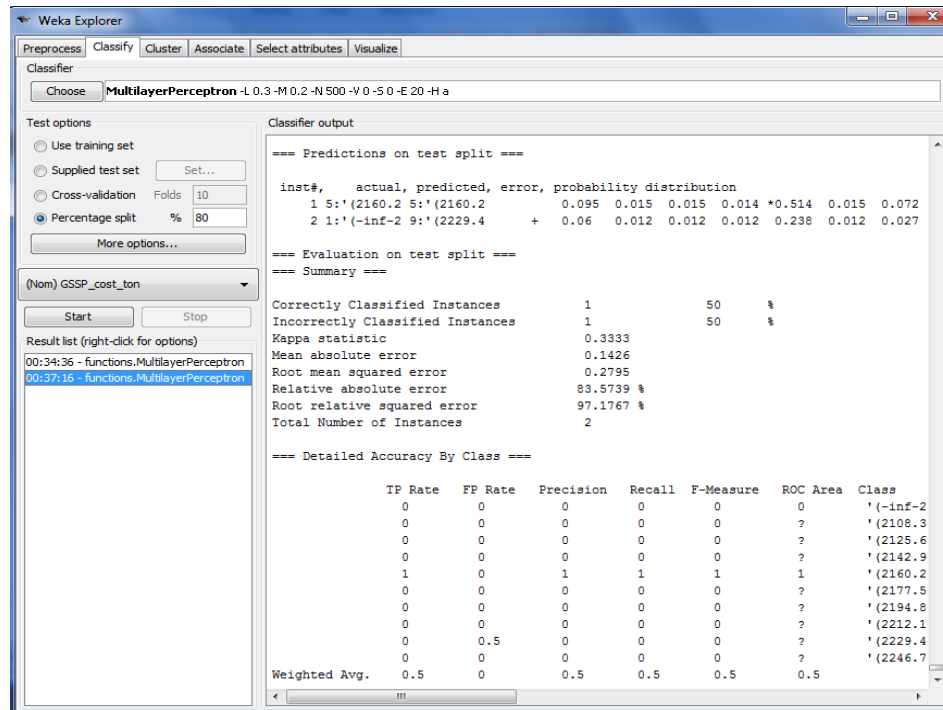 Weka Explorer
Preprocess Classify Cluster Associate Select attributes Visualize
Classifier
Choose MultilayerPerceptron -L 0.3 -M 0.2 -N 500 -V 0 -S 0 -E 20 -H a
Test options
Use training set
Supplied test set Set...
Cross-validation Folds 10
Percentage split % 80
More options...
(Nom) GSSP_cost_ton
Start Stop
Result list (right-click for options)
00:34:36 - functions.MultilayerPerceptron
00:37:16 - functions.MultilayerPerceptron
Classifier output
=== Predictions on test split ===
inst#, actual, predicted, error, probability distribution
1 5:'(2160.2 5:'(2160.2 0.095 0.015 0.015 0.014 *0.514 0.015 0.072
2 1:'(-inf-2 9:'(2229.4 + 0.06 0.012 0.012 0.012 0.238 0.012 0.027
=== Evaluation on test split ===
=== Summary ===
Correctly Classified Instances 1 50 %
Incorrectly Classified Instances 1 50 %
Kappa statistic 0.3333
Mean absolute error 0.1426
Root mean squared error 0.2795
Relative absolute error 83.5739 %
Root relative squared error 97.1767 %
Total Number of Instances 2
=== Detailed Accuracy By Class ===
TP Rate FP Rate Precision Recall F-Measure ROC Area Class
0 0 0 0 0 0 '(-inf-2
0 0 0 0 0 ? '(2108.3
0 0 0 0 0 ? '(2125.6
0 0 0 0 0 ? '(2142.9
1 0 1 1 1 1 '(2160.2
0 0 0 0 0 ? '(2177.5
0 0 0 0 0 ? '(2194.8
0 0 0 0 0 ? '(2212.1
0 0.5 0 0 0 ? '(2229.4
0 0 0 0 0 ? '(2246.7
Weighted Avg. 0.5 0 0.5 0.5 0.5 0.5